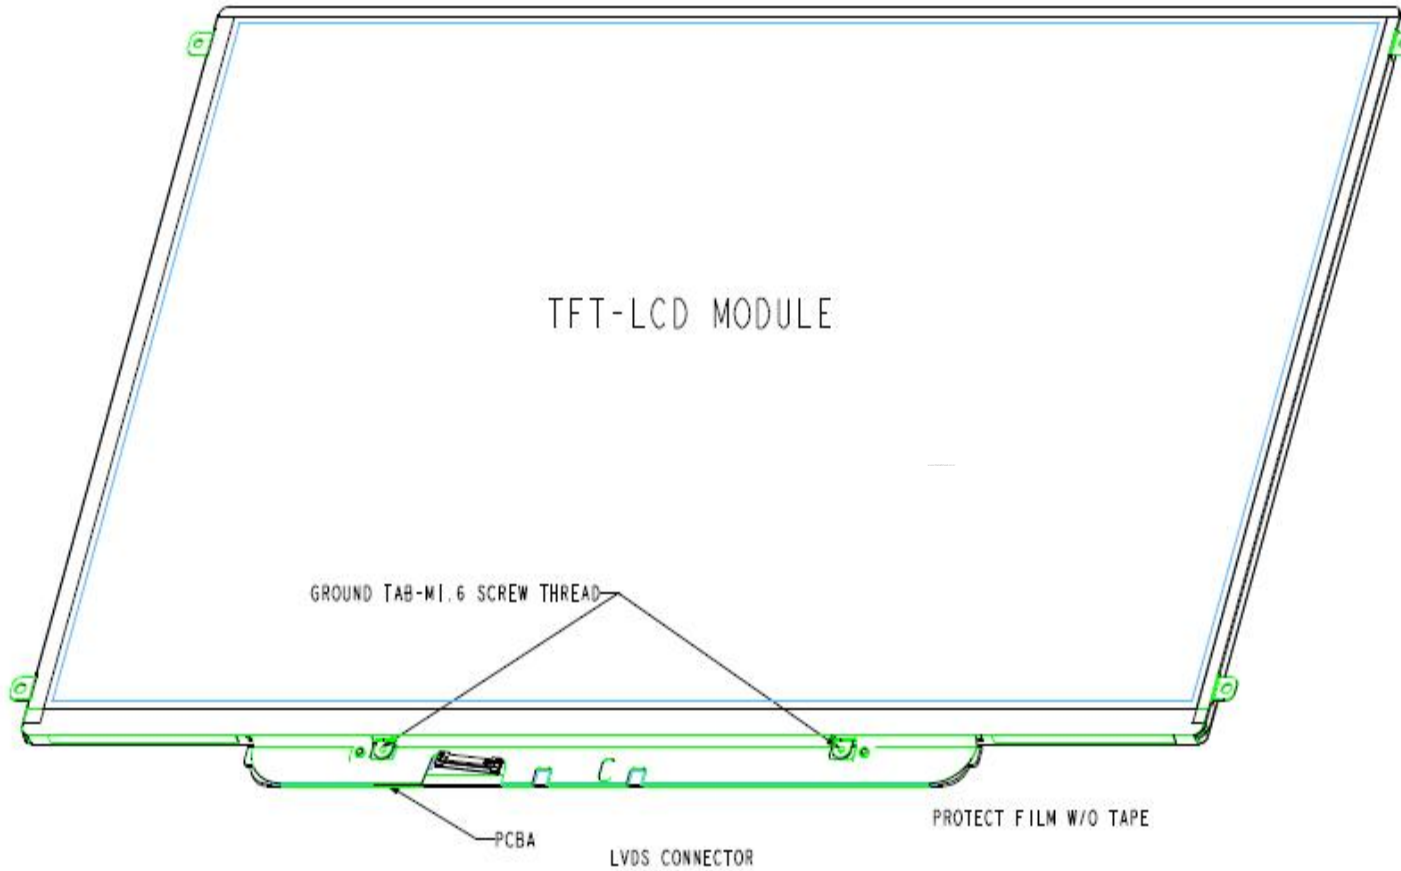 TFT-LCD MODULE
GROUND TAB-M1.6 SCREW THREAD
C
PROTECT FILM W/O TAPE
PCBA
LVDS CONNECTOR